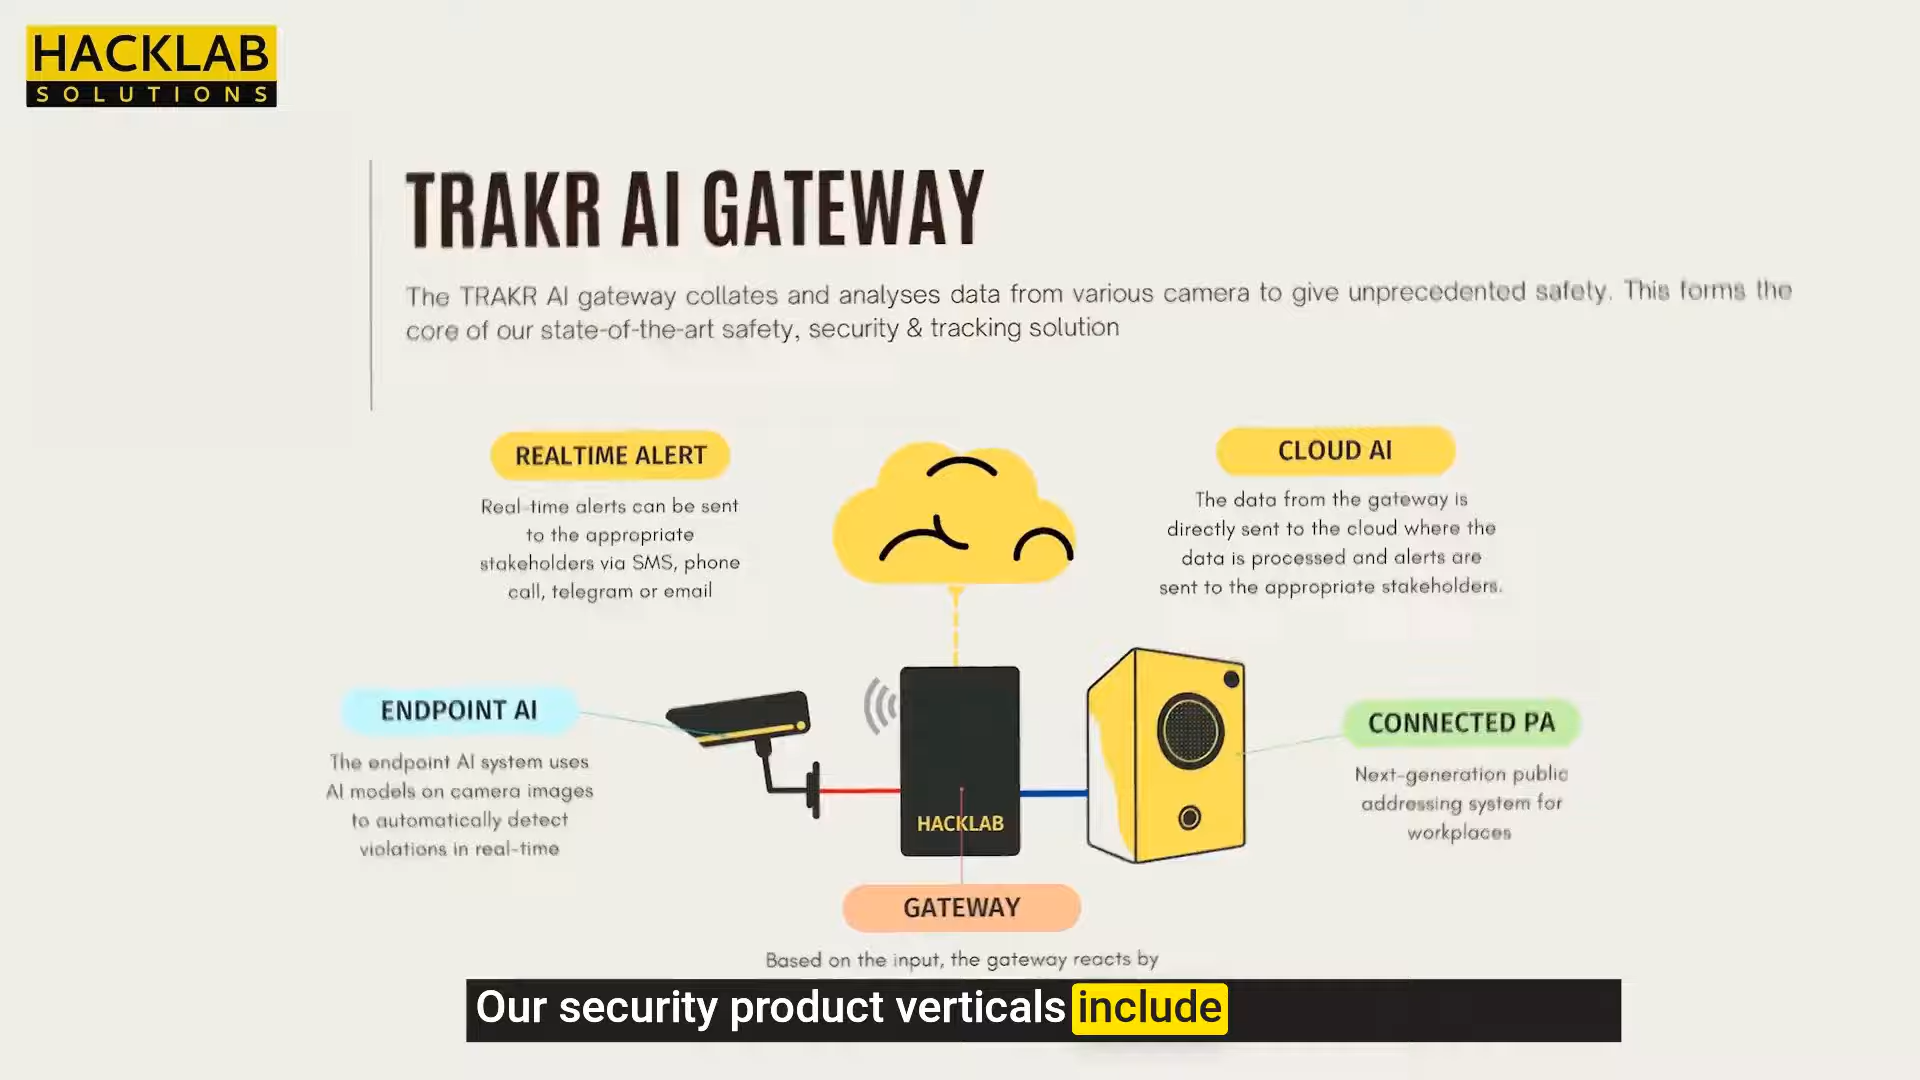 HACKLAB
SOLUTIONS
TRAKR AI GATEWAY
The TRAKR AI gateway collates and analyses data from various camera to give unprecedented safety. This forms the
core of our state-of-the-art safety, security & tracking solution
REALTIME ALERT
Real-time alerts can be sent
to the appropriate
stakeholders via SMS, phone
call, telegram or email
CLOUD AI
The data from the gateway is
directly sent to the cloud where the
data is processed and alerts are
sent to the appropriate stakeholders.
ENDPOINT AI
The endpoint AI system uses
AI models on camera images
to automatically detect
violations in real-time
HACKLAB
CONNECTED PA
Next-generation public
addressing system for
workplaces
GATEWAY
Based on the input, the gateway reacts by
Our security product verticals include